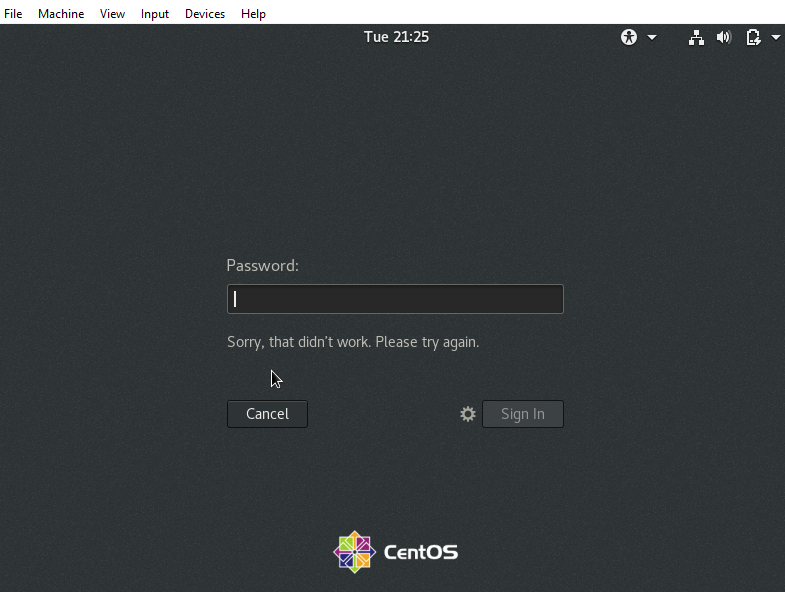 File Machine View Input Devices Help
Tue 21:25
Password:
Sorry, that didn't work. Please try again.
Cancel Sign In
CentOS